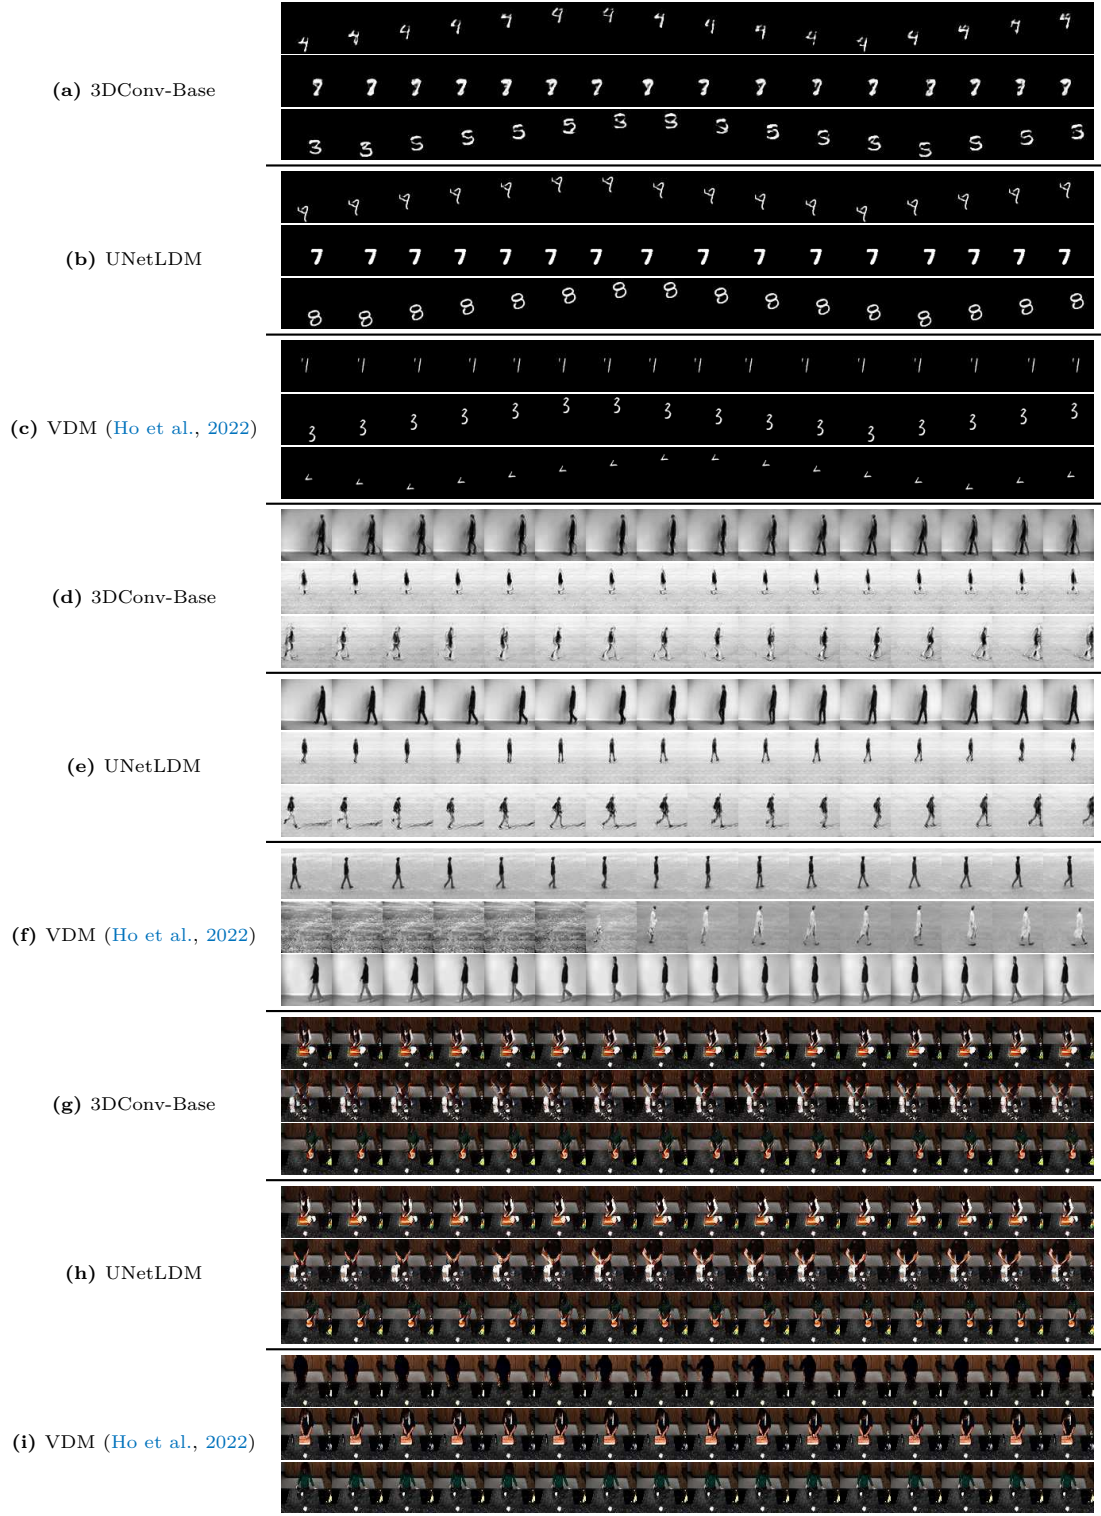 (a) 3DConv-Base
(b) UNetLDM
(c) VDM (Ho et al., 2022)
(d) 3DConv-Base
(e) UNetLDM
(f) VDM (Ho et al., 2022)
(g) 3DConv-Base
(h) UNetLDM
(i) VDM (Ho et al., 2022)